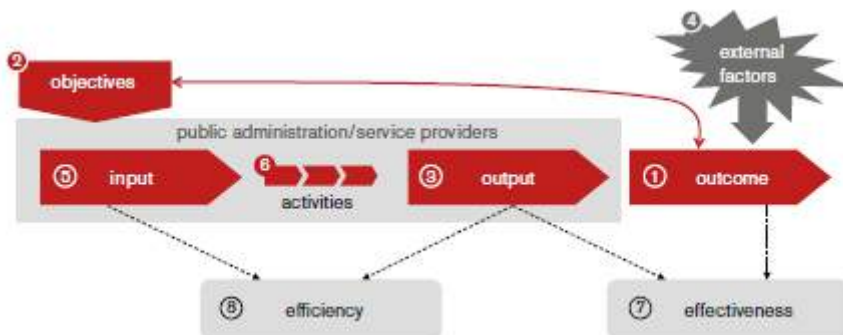 ④
external
factors
② objectives
public administration/service providers
⑤ input
⑥
activities
③ output
① outcome
⑧ efficiency
⑦ effectiveness